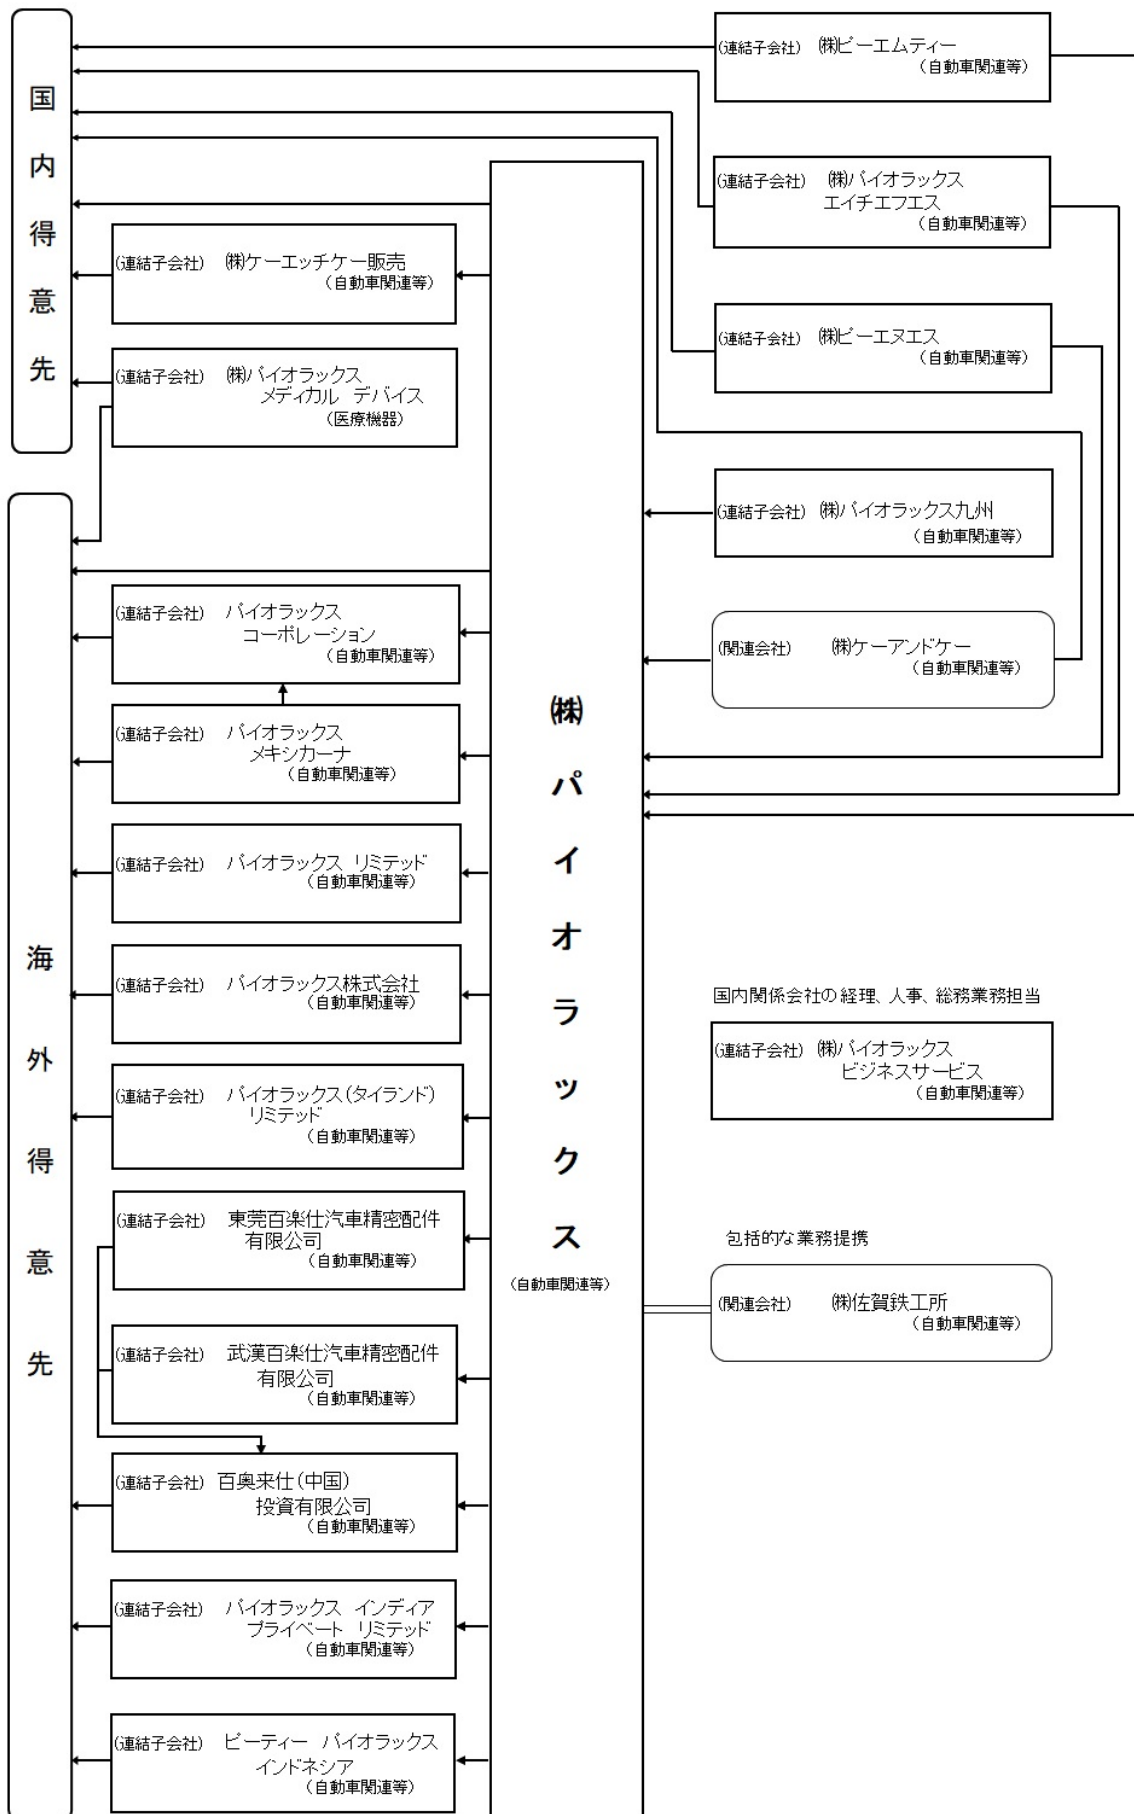 国内得意先
(連結子会社) ㈱ケーエッチケー販売
(自動車関連等)
(連結子会社) ㈱パイオラックス
メディカル デバイス
(医療機器)
海外得意先
(連結子会社) パイオラックス
コーポレーション
(自動車関連等)
(連結子会社) パイオラックス
メキシカーナ
(自動車関連等)
(連結子会社) パイオラックス リミテッド
(自動車関連等)
(連結子会社) パイオラックス株式会社
(自動車関連等)
(連結子会社) パイオラックス(タイランド)
リミテッド
(自動車関連等)
(連結子会社) 東莞百楽仕汽車精密配件
有限公司
(自動車関連等)
(連結子会社) 武漢百楽仕汽車精密配件
有限公司
(自動車関連等)
(連結子会社) 百奥来仕(中国)
投資有限公司
(自動車関連等)
(連結子会社) パイオラックス インディア
プライベート リミテッド
(自動車関連等)
(連結子会社) ピーティー パイオラックス
インドネシア
(自動車関連等)
㈱パイオラックス
(自動車関連等)
(連結子会社) ㈱ピーエムティー
(自動車関連等)
(連結子会社) ㈱パイオラックス
エイチエフエス
(自動車関連等)
(連結子会社) ㈱ピーエヌエス
(自動車関連等)
(連結子会社) ㈱パイオラックス九州
(自動車関連等)
(関連会社) ㈱ケーアンドケー
(自動車関連等)
国内関係会社の経理、人事、総務業務担当
(連結子会社) ㈱パイオラックス
ビジネスサービス
(自動車関連等)
包括的な業務提携
(関連会社) ㈱佐賀鉄工所
(自動車関連等)